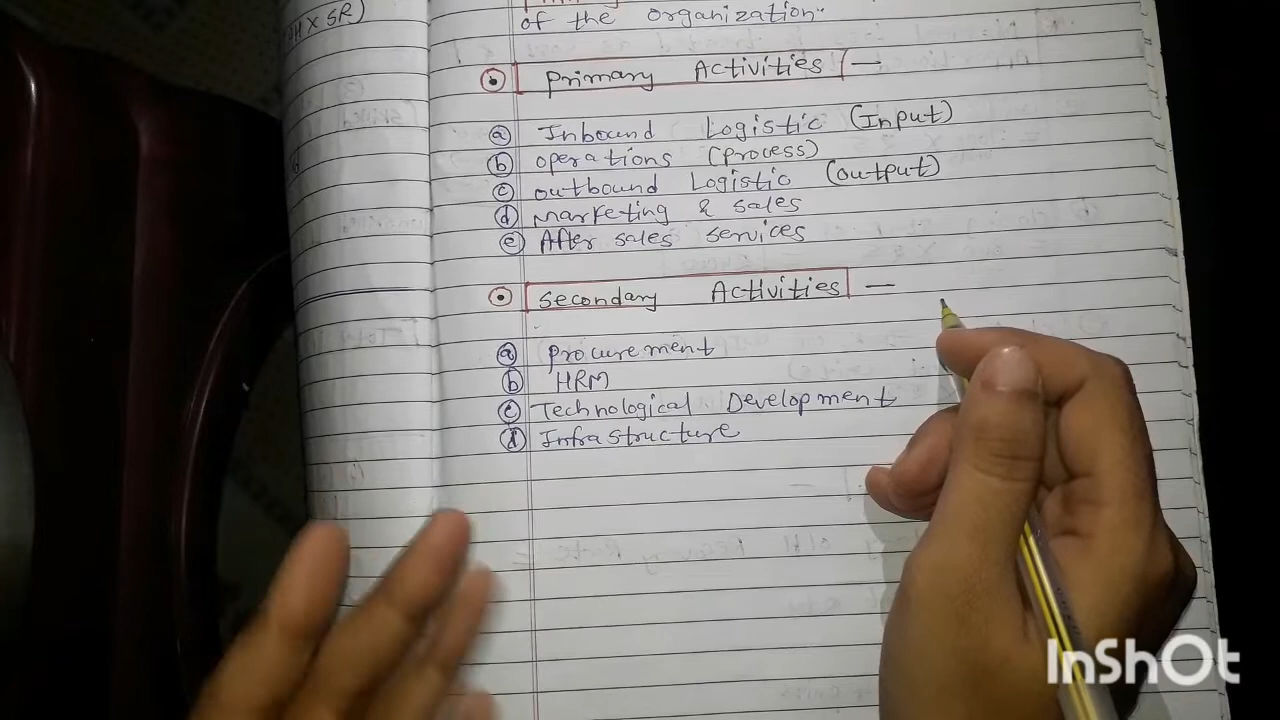 X SR)
of the organization.
Primary Activities —
a Inbound Logistic (Input)
b operations (process)
c outbound Logistic (output)
d Marketing & sales
e After sales services
Secondary Activities —
a procurement
b HRM
c Technological Development
d Infrastructure
InShOt